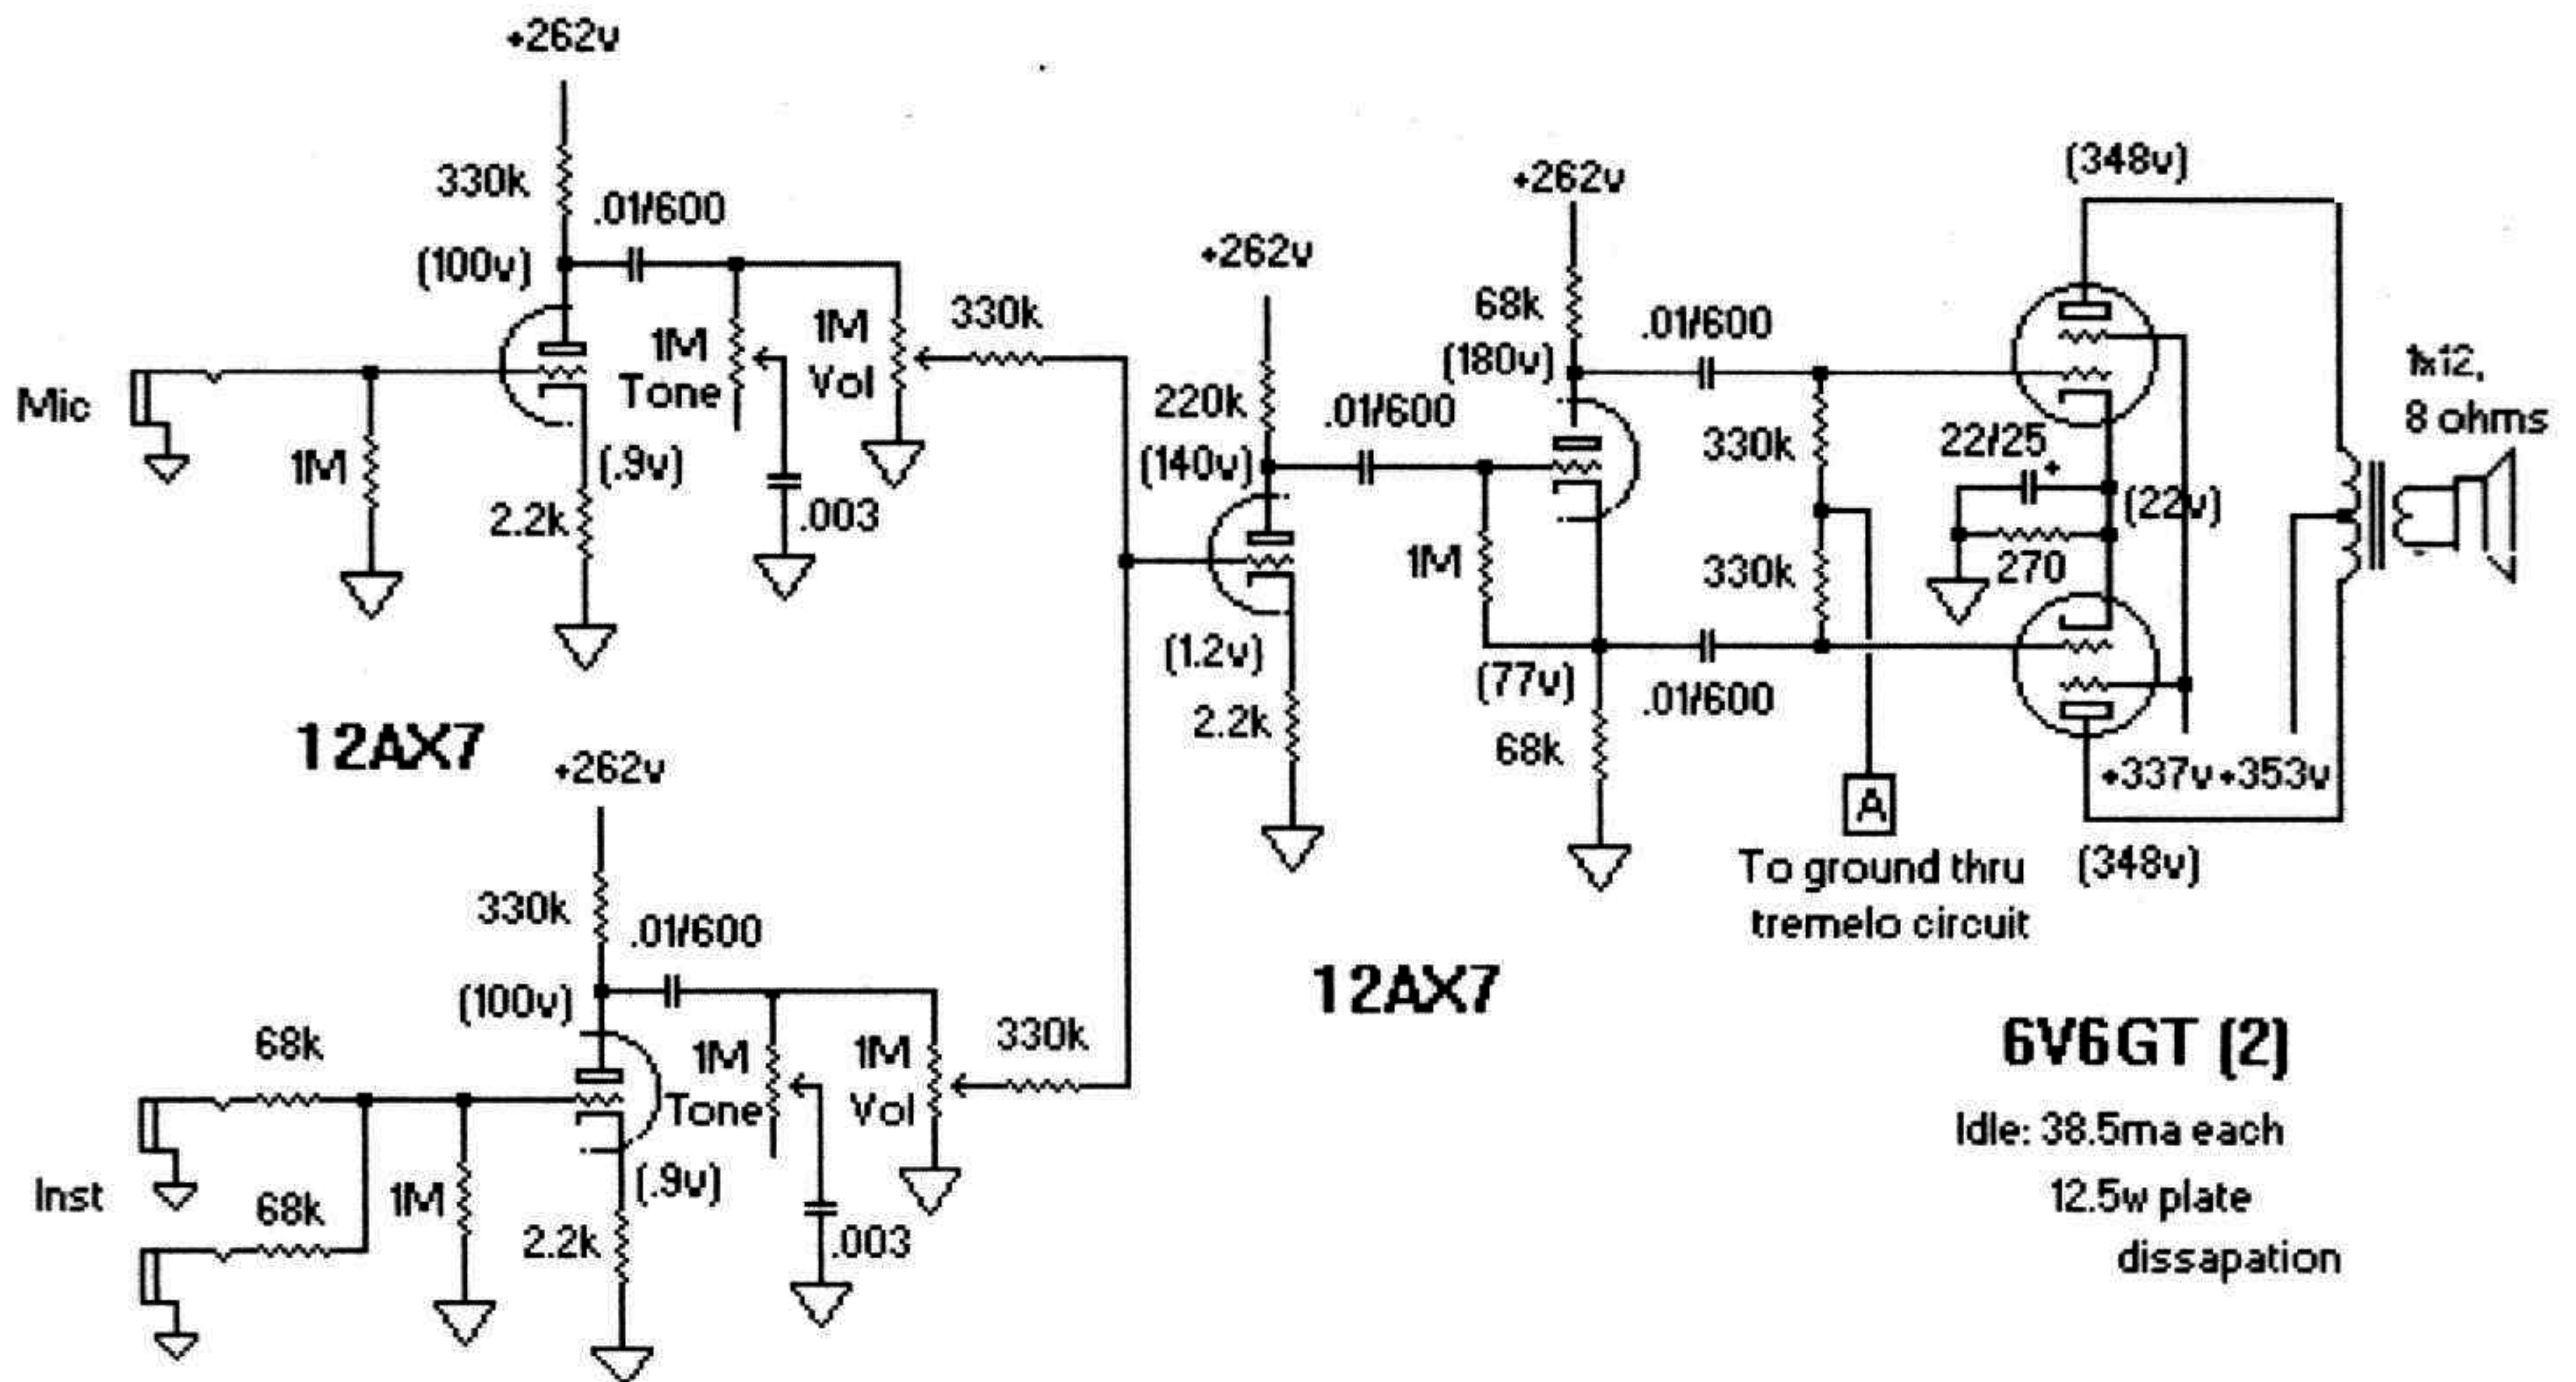 +262v
330k
.01/600
(100v)
1M
Tone
1M
Vol
330k
Mic
1M
(.9v)
2.2k
.003
12AX7
+262v
220k
(140v)
.01/600
(1.2v)
2.2k
+262v
68k
(180v)
.01/600
1M
(77v)
68k
.01/600
330k
330k
A
To ground thru
tremelo circuit
(348v)
22/25
+
(22v)
270
+337v +353v
(348v)
1x12,
8 ohms
+262v
330k
.01/600
(100v)
68k
1M
Tone
1M
Vol
330k
Inst
68k
1M
(.9v)
2.2k
.003
12AX7
6V6GT (2)
Idle: 38.5ma each
12.5w plate
dissapation